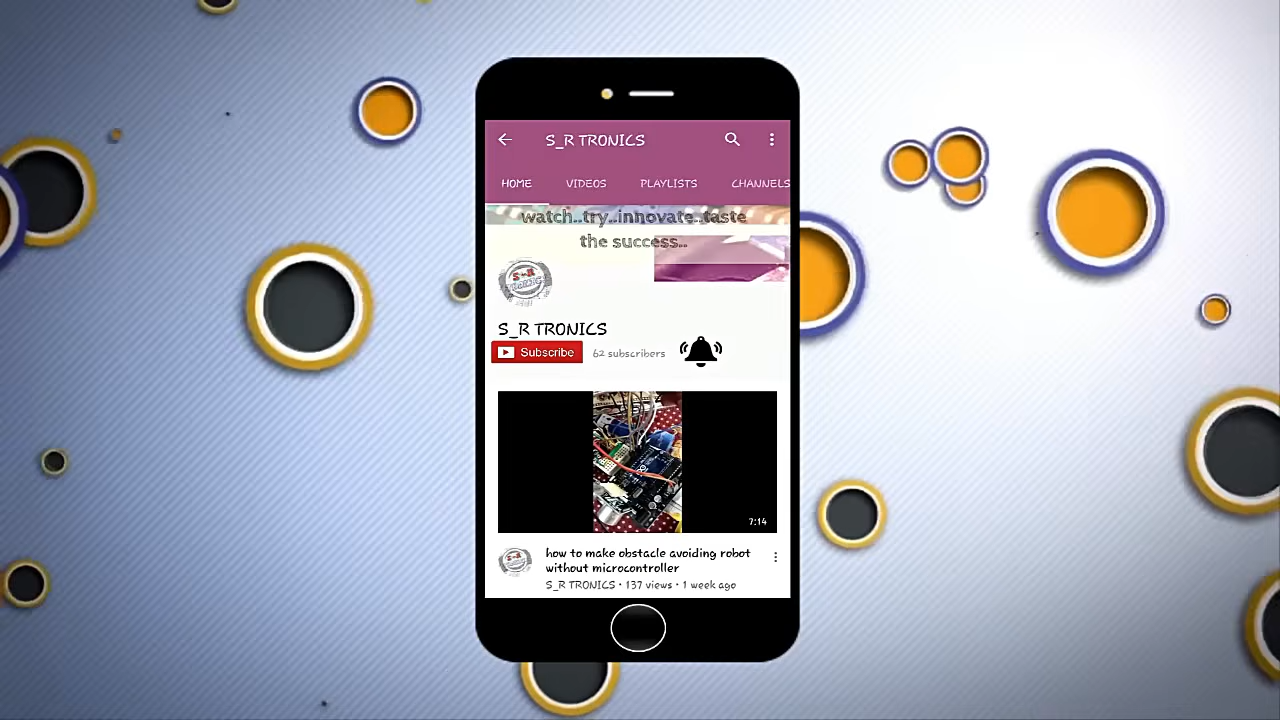 S_R TRONICS
HOME VIDEOS PLAYLISTS CHANNELS
watch..try..innovate..taste
the success..
S_R TRONICS
Subscribe 62 subscribers
7:14
how to make obstacle avoiding robot
without microcontroller
S_R TRONICS • 137 views • 1 week ago